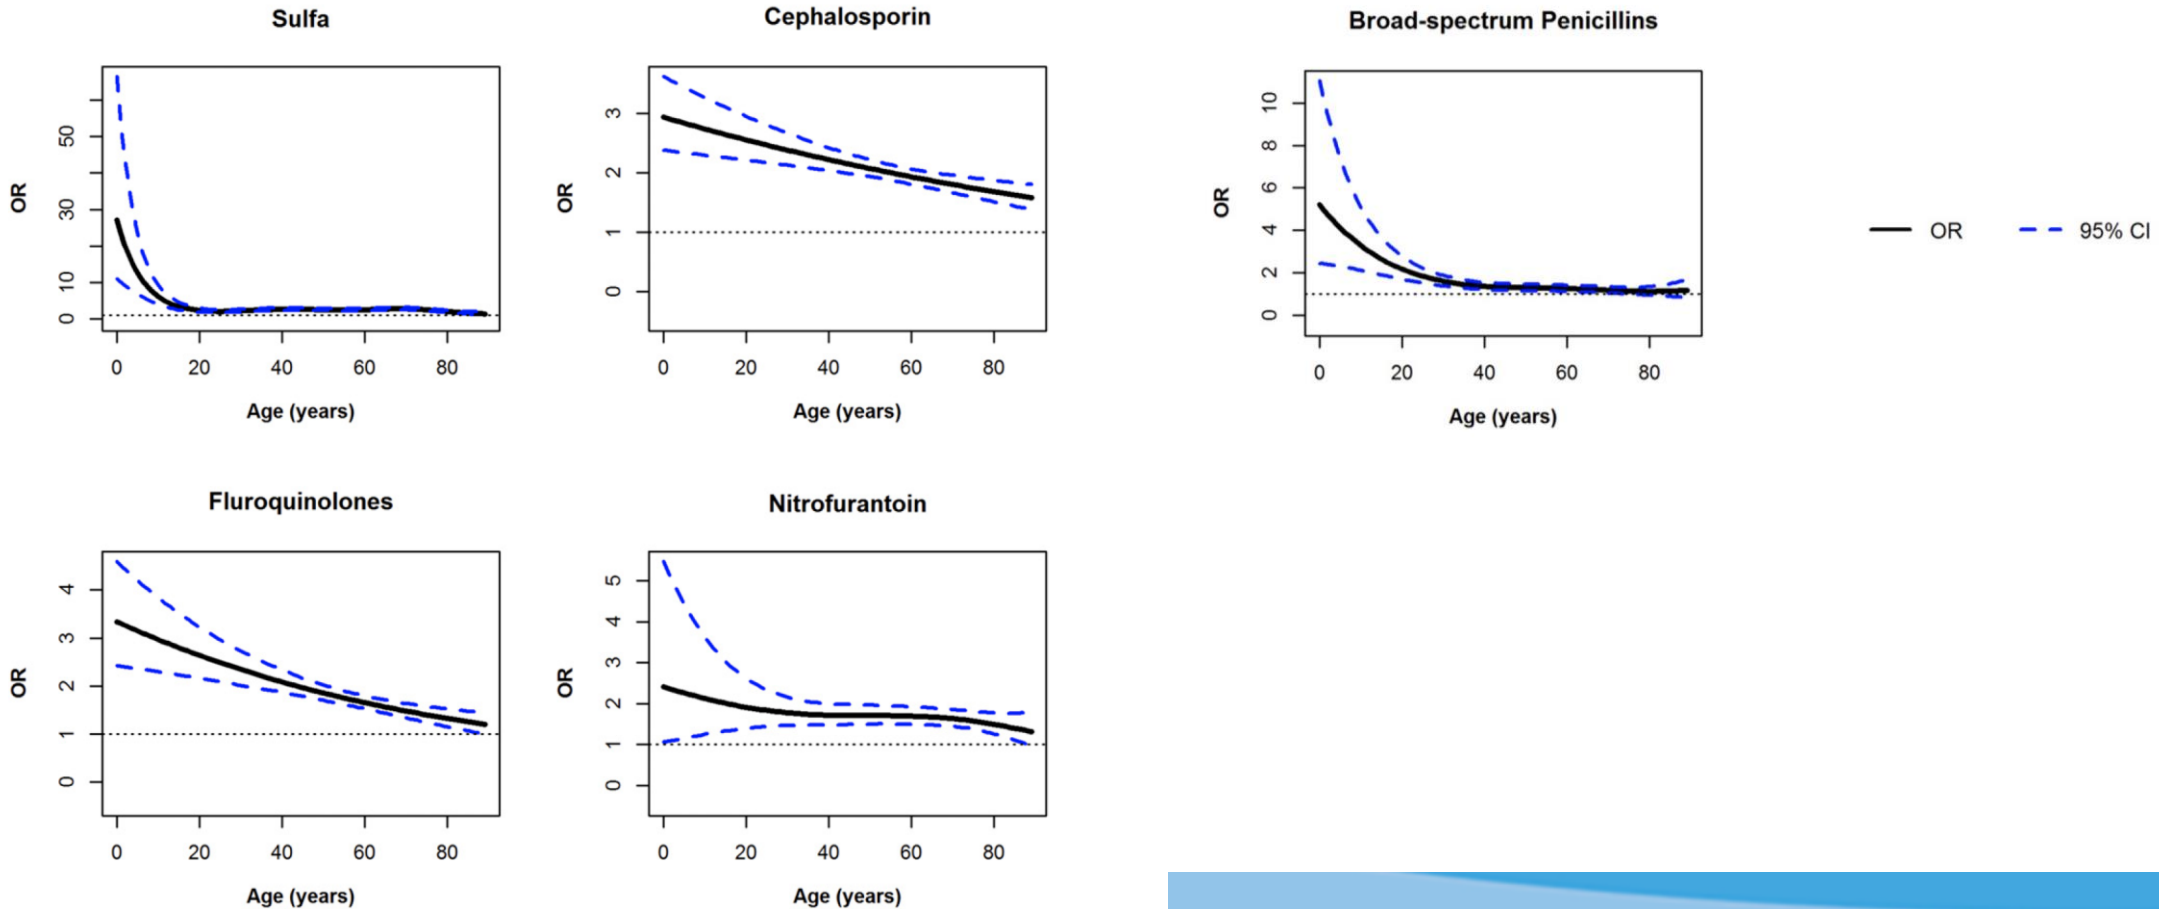 Sulfa
OR
50
30
10
0
0 20 40 60 80
Age (years)
Cephalosporin
OR
3
2
1
0
0 20 40 60 80
Age (years)
Broad-spectrum Penicillins
OR
10
8
6
4
2
0
0 20 40 60 80
Age (years)
OR 95% CI
Fluroquinolones
OR
4
3
2
1
0
0 20 40 60 80
Age (years)
Nitrofurantoin
OR
5
4
3
2
1
0
0 20 40 60 80
Age (years)